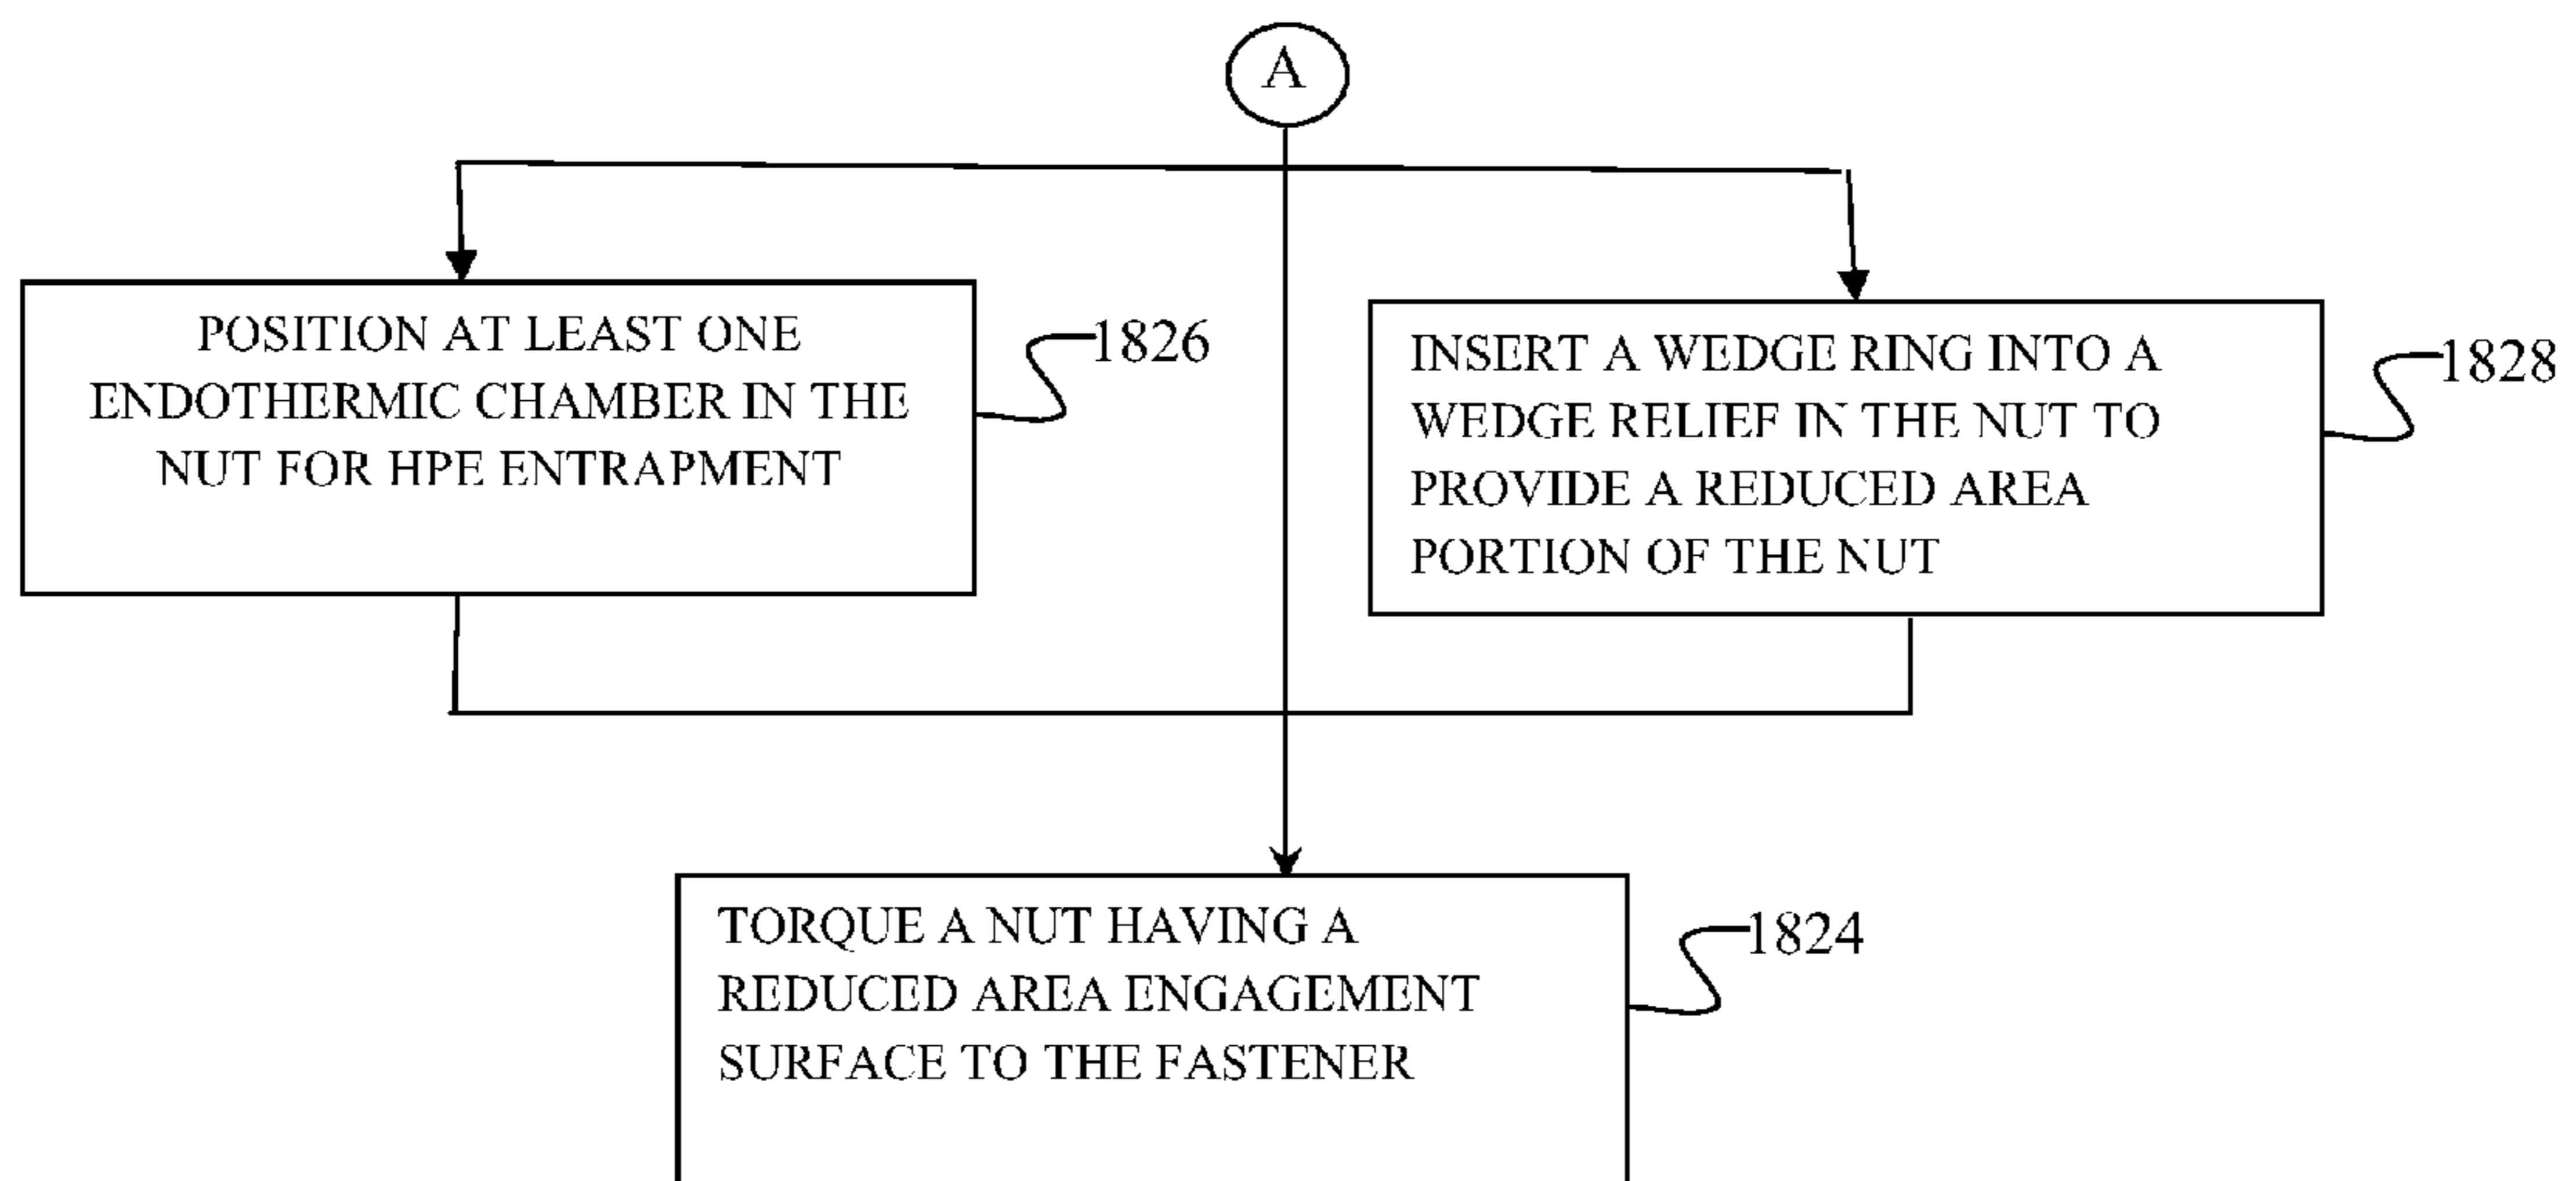 A
POSITION AT LEAST ONE
ENDOTHERMIC CHAMBER IN THE
NUT FOR HPE ENTRAPMENT
1826
INSERT A WEDGE RING INTO A
WEDGE RELIEF IN THE NUT TO
PROVIDE A REDUCED AREA
PORTION OF THE NUT
1828
TORQUE A NUT HAVING A
REDUCED AREA ENGAGEMENT
SURFACE TO THE FASTENER
1824